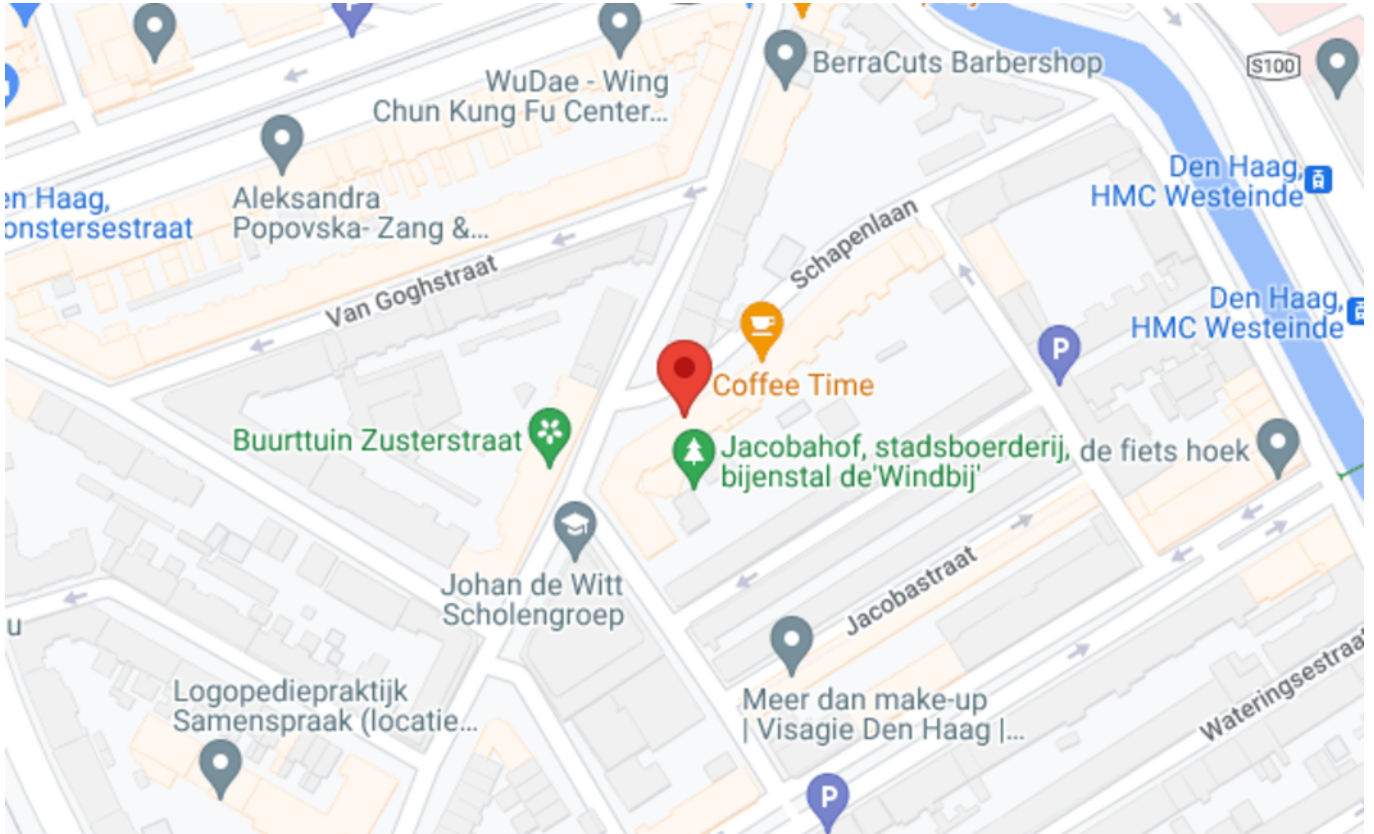 P
WuDae - Wing
Chun Kung Fu Center...
BerraCuts Barbershop
S100
Aleksandra
Popovska- Zang &...
en Haag,
onstersestraat
Den Haag,
HMC Westeinde
Schapenlaan
Van Goghstraat
Den Haag,
HMC Westeinde
P
Coffee Time
Buurttuin Zusterstraat
Jacobahof, stadsboerderij,
bijenstal de'Windbij'
de fiets hoek
Johan de Witt
Scholengroep
Jacobastraat
u
Logopediepraktijk
Samenspraak (locatie...
Meer dan make-up
| Visagie Den Haag |...
Wateringsestraat
P